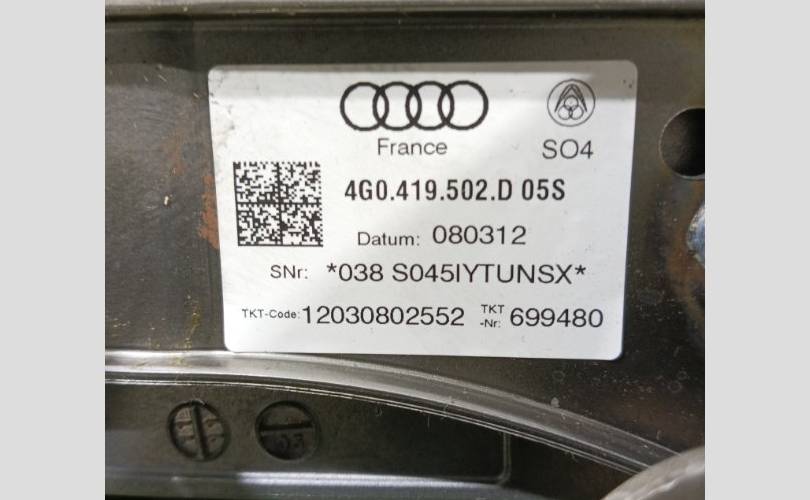 France
SO4
4G0.419.502.D 05S
Datum: 080312
SNr: *038 S045IYTUNSX*
TKT-Code: 12030802552 TKT-Nr: 699480